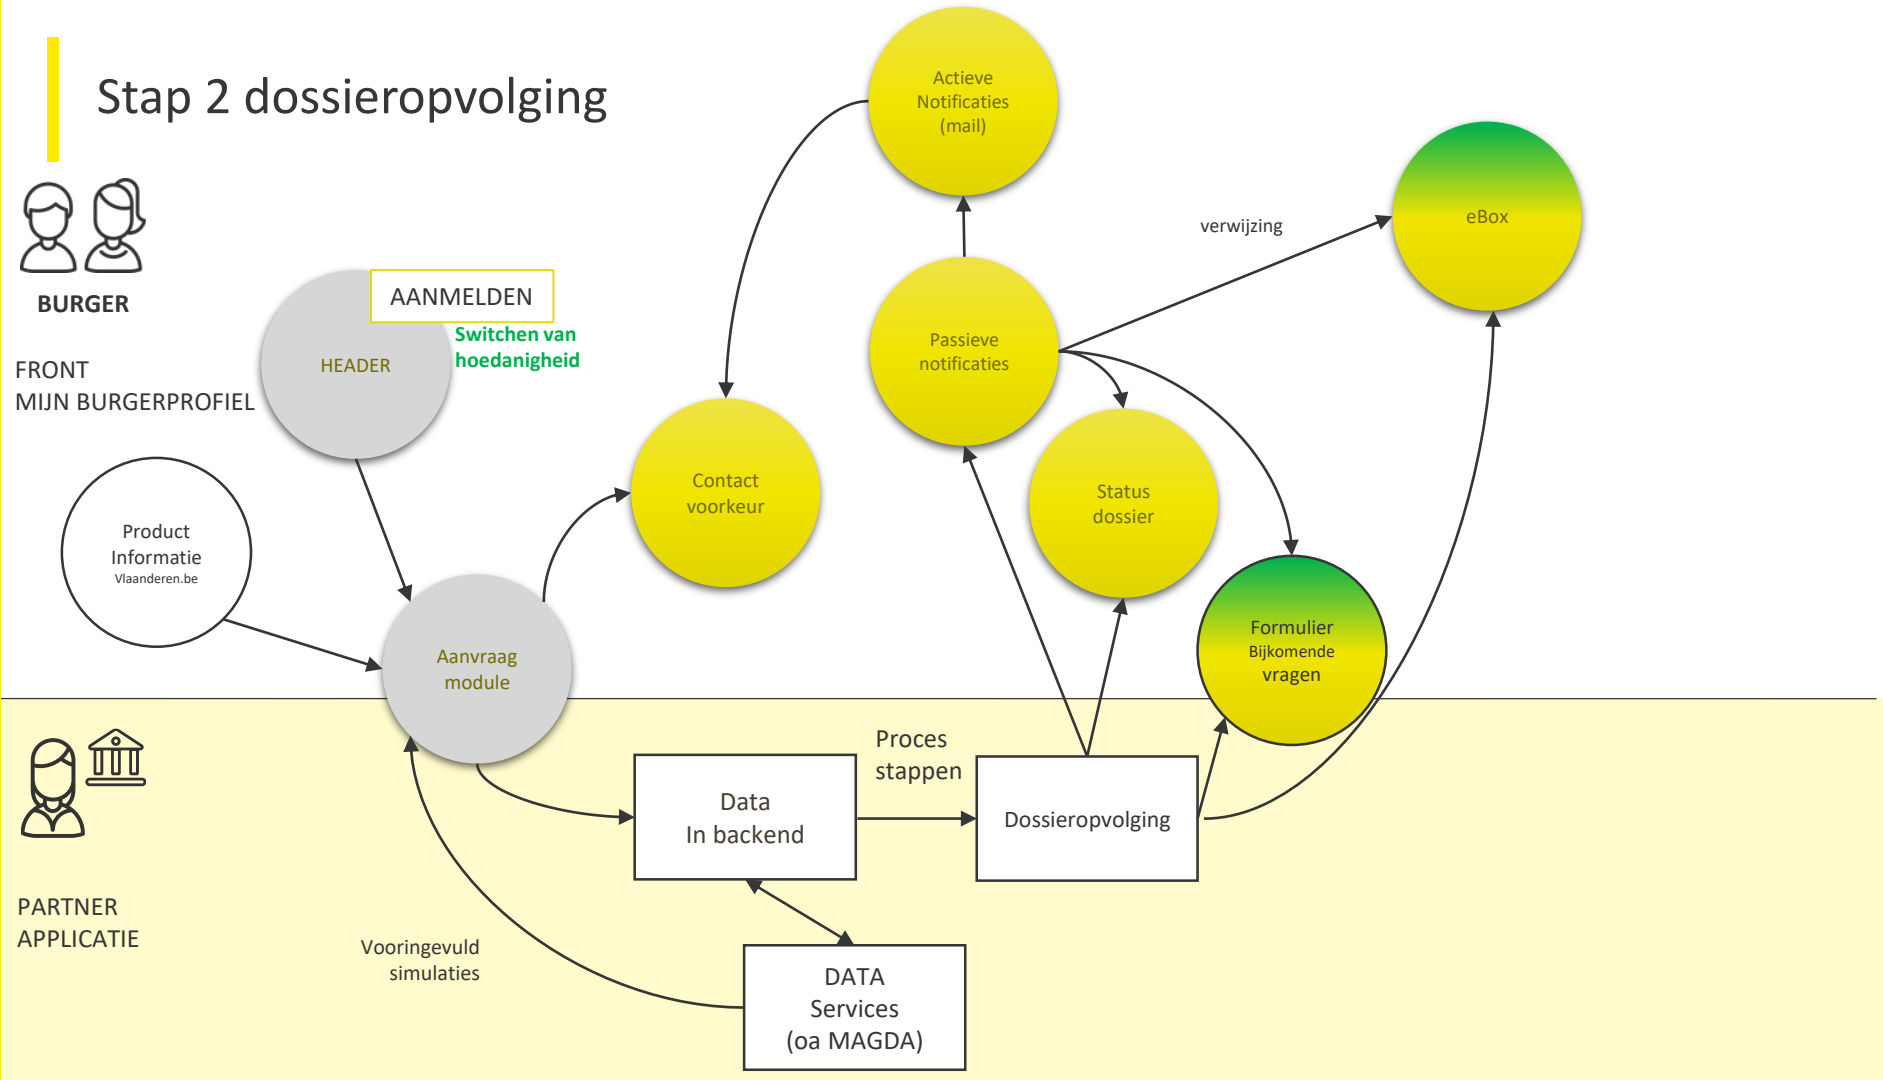 Stap 2 dossieropvolging
BURGER
FRONT
MIJN BURGERPROFIEL
AANMELDEN
Switchen van
hoedanigheid
HEADER
Product
Informatie
Vlaanderen.be
Aanvraag
module
Contact
voorkeur
Actieve
Notificaties
(mail)
Passieve
notificaties
verwijzing
eBox
Status
dossier
Formulier
Bijkomende
vragen
PARTNER
APPLICATIE
Vooringevuld
simulaties
Data
In backend
Proces
stappen
Dossieropvolging
DATA
Services
(oa MAGDA)